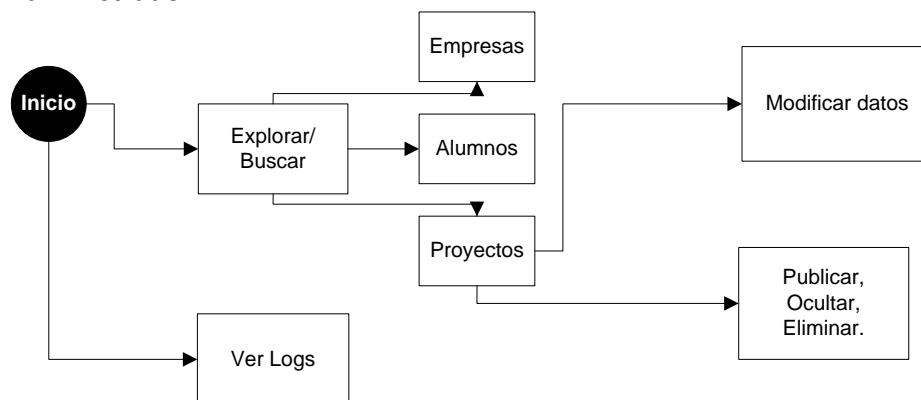 Empresas
Inicio
Modificar datos
Explorar/
Buscar
Alumnos
Proyectos
Publicar,
Ocultar,
Eliminar.
Ver Logs